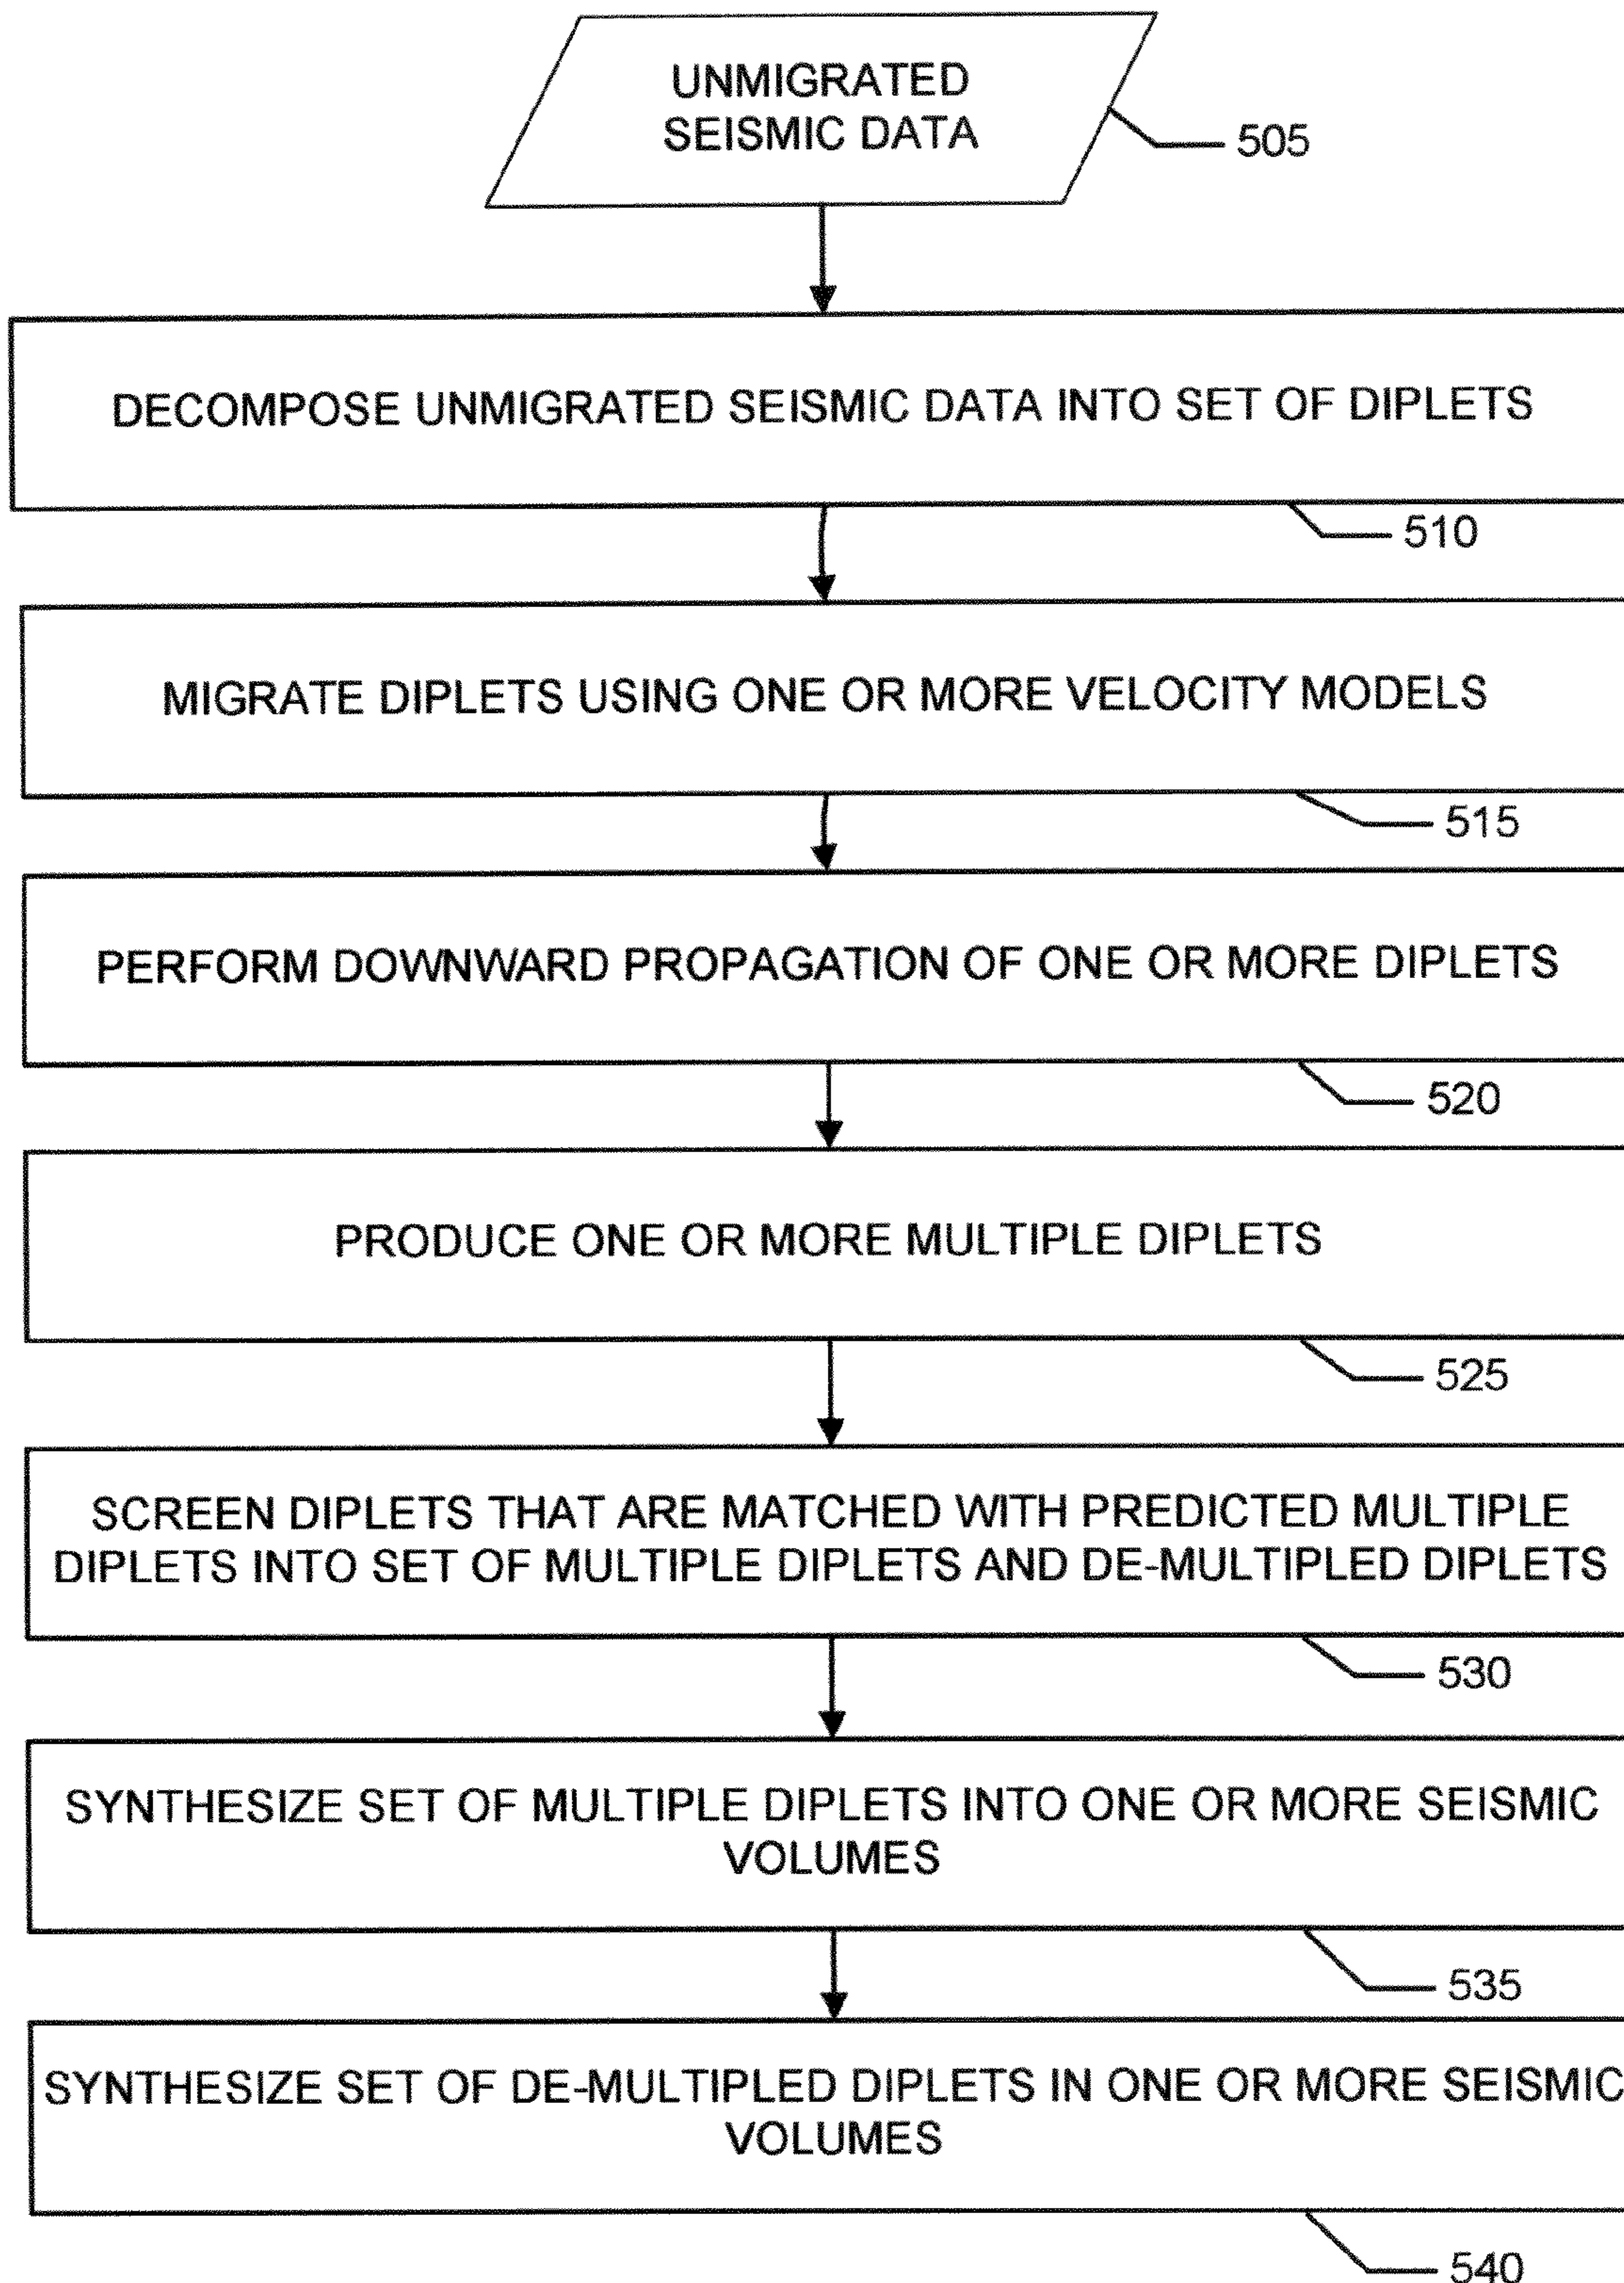 UNMIGRATED
SEISMIC DATA
505
DECOMPOSE UNMIGRATED SEISMIC DATA INTO SET OF DIPLETS
510
MIGRATE DIPLETS USING ONE OR MORE VELOCITY MODELS
515
PERFORM DOWNWARD PROPAGATION OF ONE OR MORE DIPLETS
520
PRODUCE ONE OR MORE MULTIPLE DIPLETS
525
SCREEN DIPLETS THAT ARE MATCHED WITH PREDICTED MULTIPLE
DIPLETS INTO SET OF MULTIPLE DIPLETS AND DE-MULTIPLED DIPLETS
530
SYNTHESIZE SET OF MULTIPLE DIPLETS INTO ONE OR MORE SEISMIC
VOLUMES
535
SYNTHESIZE SET OF DE-MULTIPLED DIPLETS IN ONE OR MORE SEISMIC
VOLUMES
540